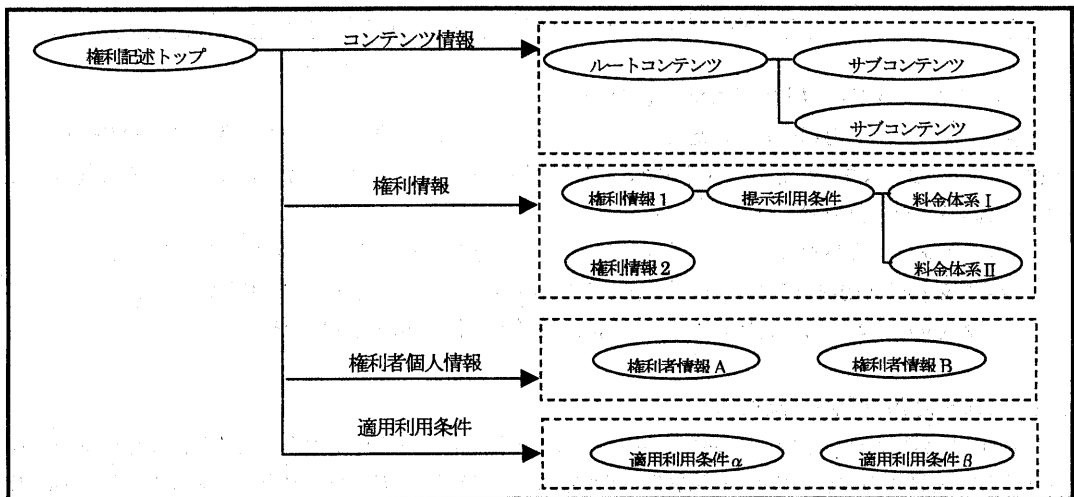 権利記述トップ
コンテンツ情報
ルートコンテンツ
サブコンテンツ
サブコンテンツ
権利情報
権利情報1
提示利用条件
料金体系Ⅰ
権利情報2
料金体系Ⅱ
権利者個人情報
権利者情報A
権利者情報B
適用利用条件
適用利用条件α
適用利用条件β